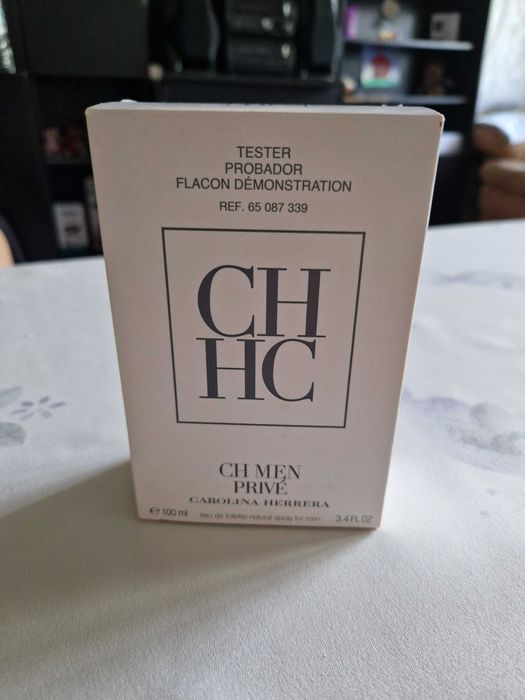 TESTER
PROBADOR
FLACON DÉMONSTRATION
REF. 65 087 339
CH
HC
CH MEN
PRIVÉ
CAROLINA HERRERA
℮ 100 ml eau de toilette natural spray for men 3.4 FL OZ